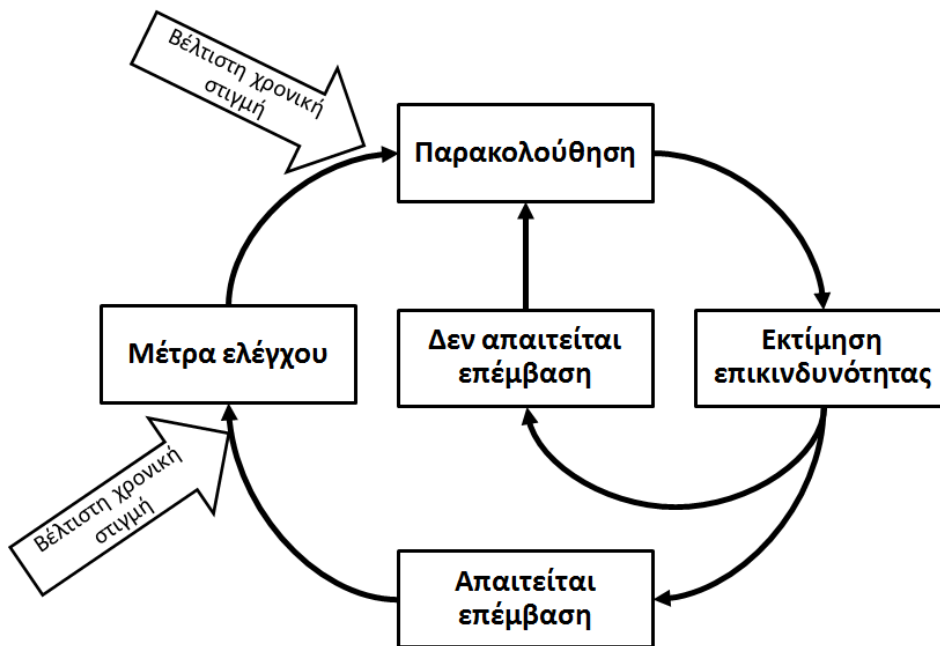 Βέλτιστη χρονική
στιγμή
Παρακολούθηση
Μέτρα ελέγχου
Δεν απαιτείται
επέμβαση
Εκτίμηση
επικινδυνότητας
Βέλτιστη χρονική
στιγμή
Απαιτείται
επέμβαση